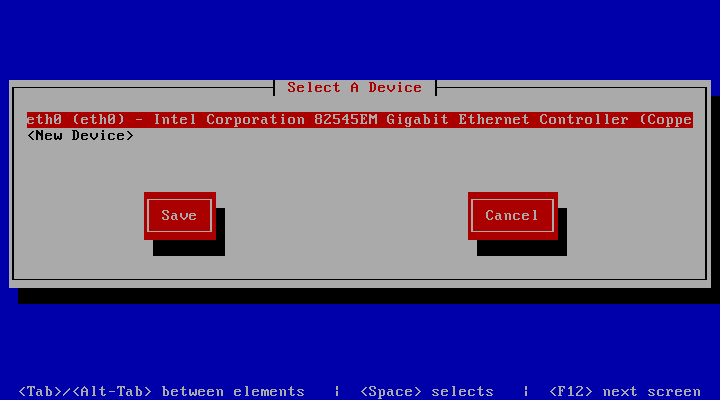 Select A Device
eth0 (eth0) - Intel Corporation 82545EM Gigabit Ethernet Controller (Coppe
<New Device>
Save
Cancel
<Tab>/<Alt-Tab> between elements | <Space> selects | <F12> next screen